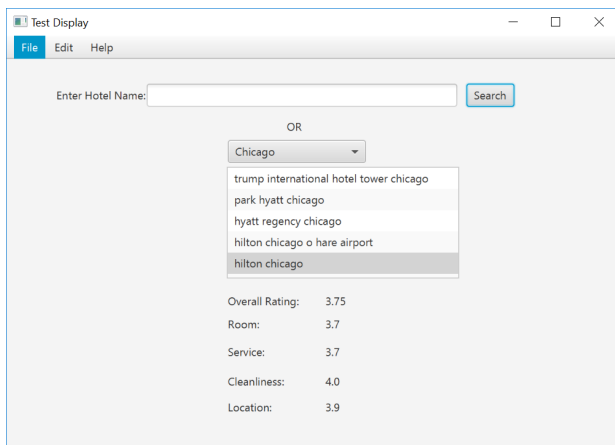 Test Display
File Edit Help
Enter Hotel Name: Search
OR
Chicago
trump international hotel tower chicago
park hyatt chicago
hyatt regency chicago
hilton chicago o hare airport
hilton chicago
Overall Rating: 3.75
Room: 3.7
Service: 3.7
Cleanliness: 4.0
Location: 3.9